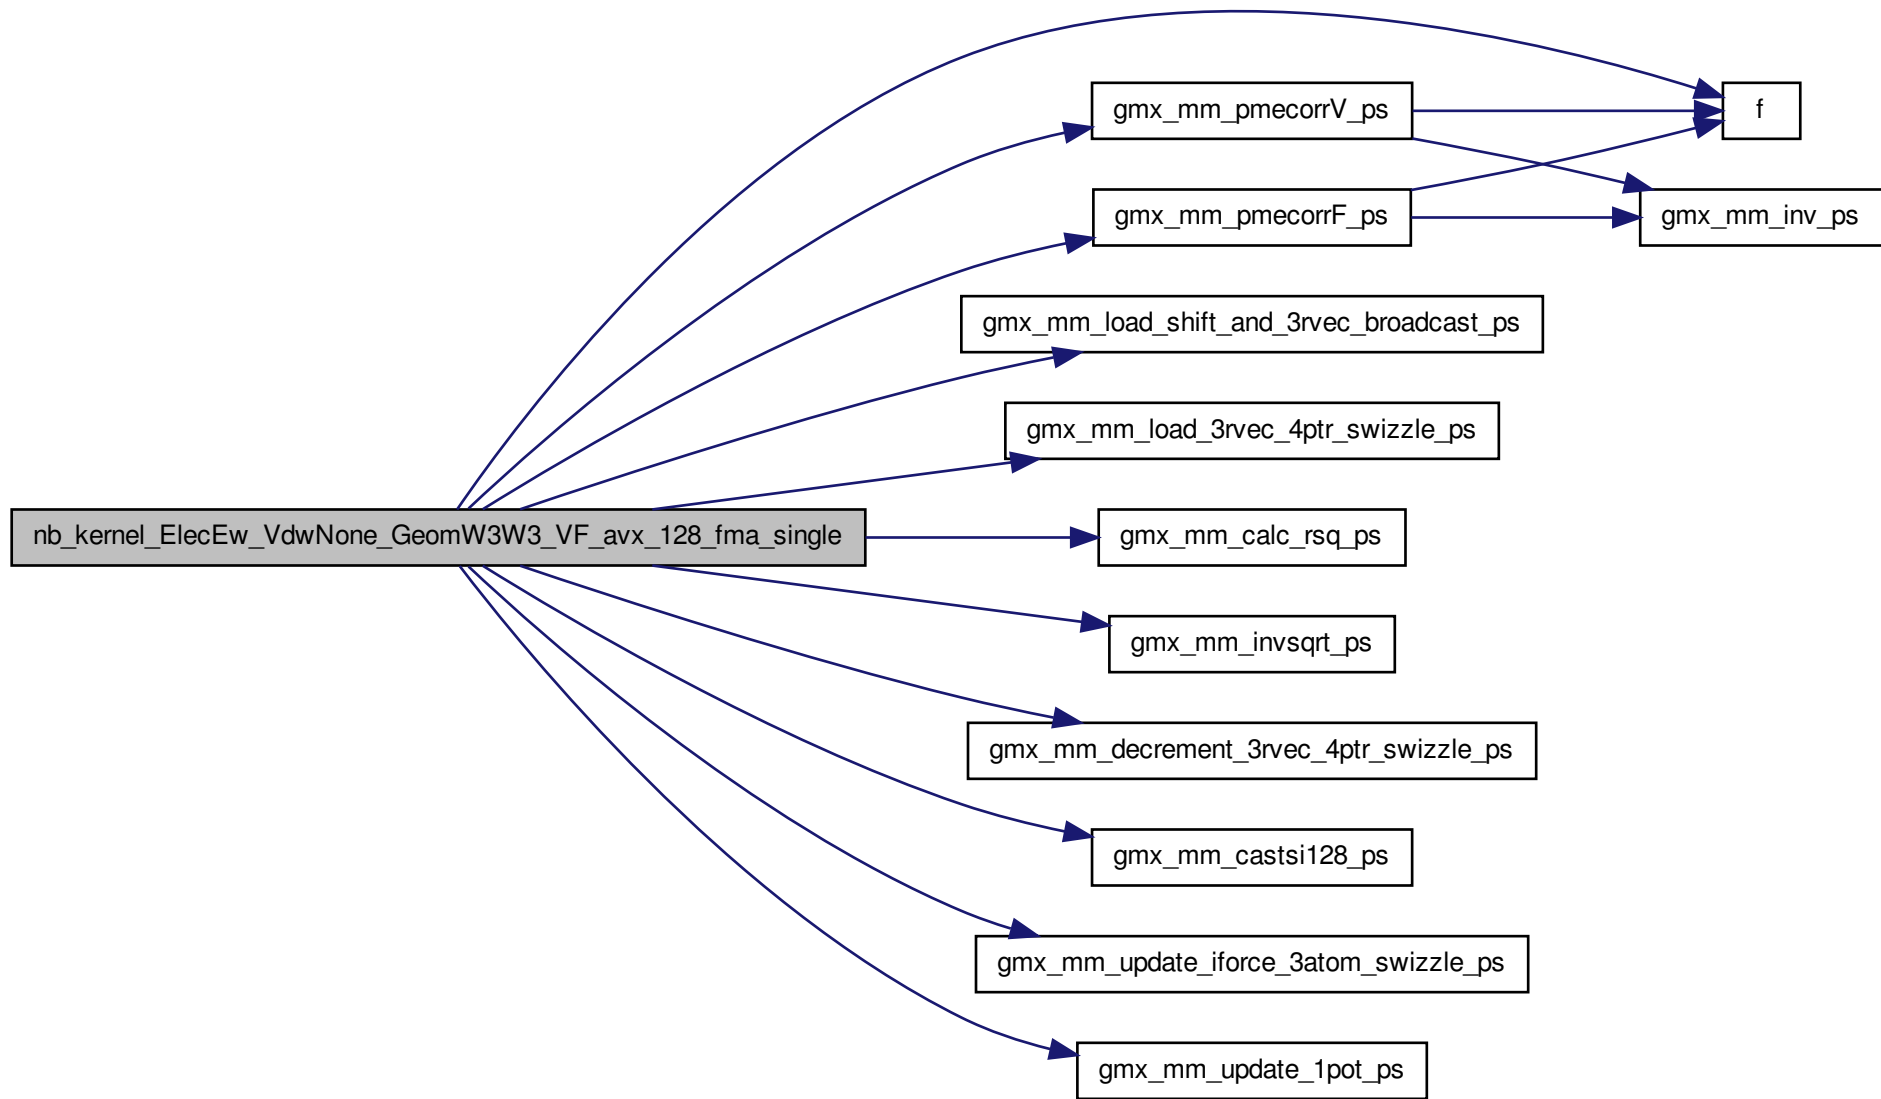 gmx_mm_pmecorrV_ps
f
gmx_mm_pmecorrF_ps
gmx_mm_inv_ps
gmx_mm_load_shift_and_3rvec_broadcast_ps
gmx_mm_load_3rvec_4ptr_swizzle_ps
nb_kernel_ElecEw_VdwNone_GeomW3W3_VF_avx_128_fma_single
gmx_mm_calc_rsq_ps
gmx_mm_invsqrt_ps
gmx_mm_decrement_3rvec_4ptr_swizzle_ps
gmx_mm_castsi128_ps
gmx_mm_update_iforce_3atom_swizzle_ps
gmx_mm_update_1pot_ps